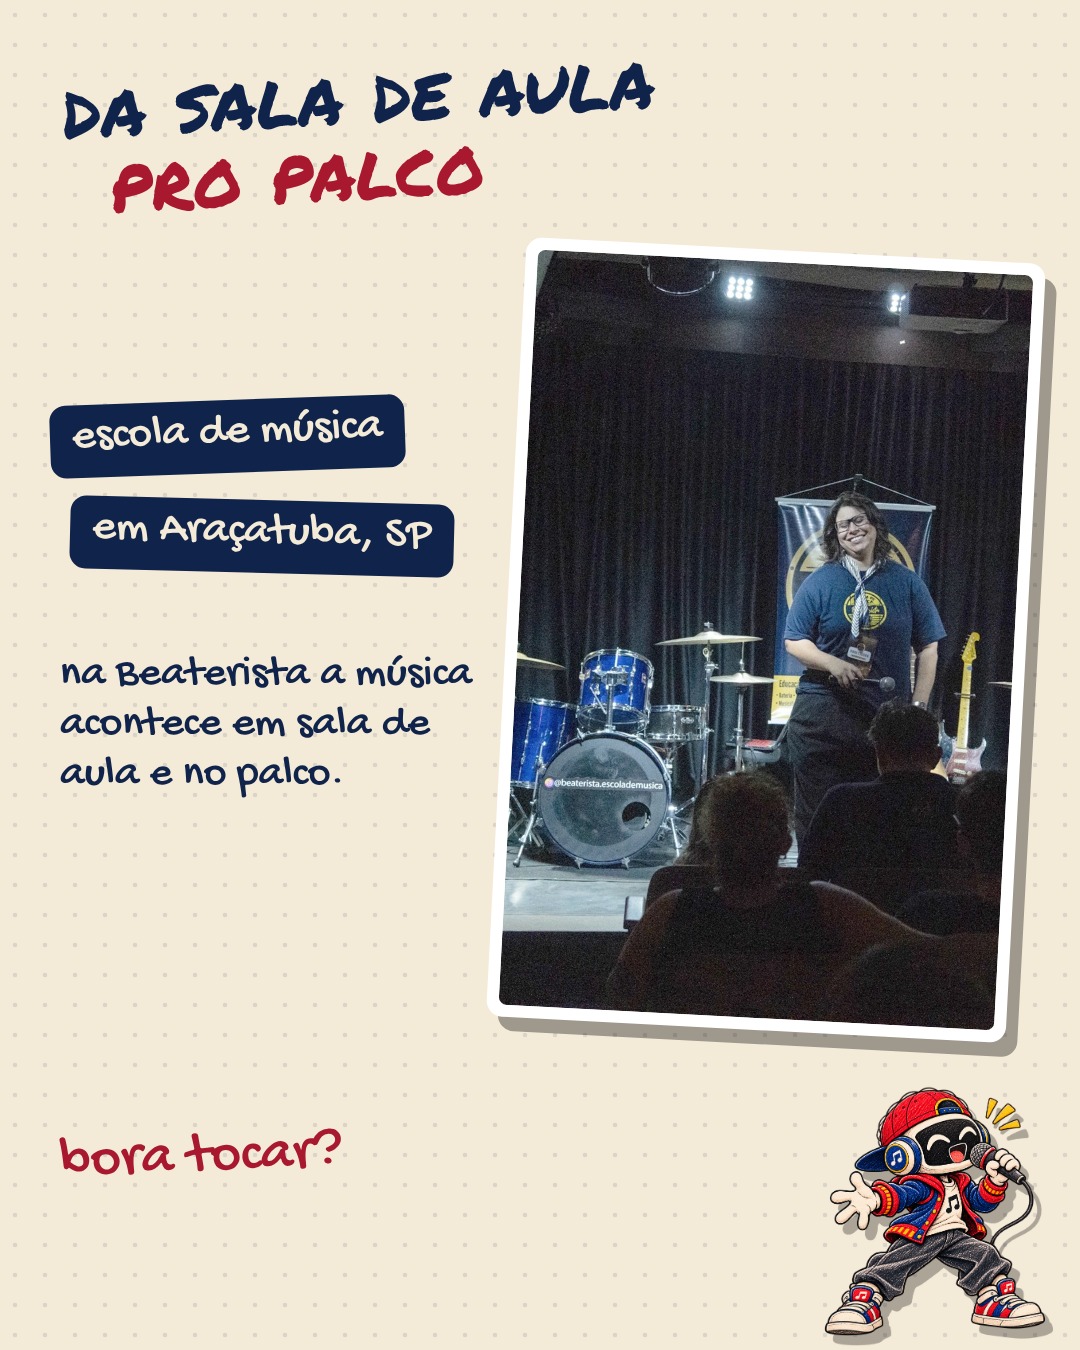 DA SALA DE AULA
PRO PALCO
escola de música
em Araçatuba, SP
na Beaterista a música
acontece em sala de
aula e no palco.
@beaterista.escolademusica
bora tocar?